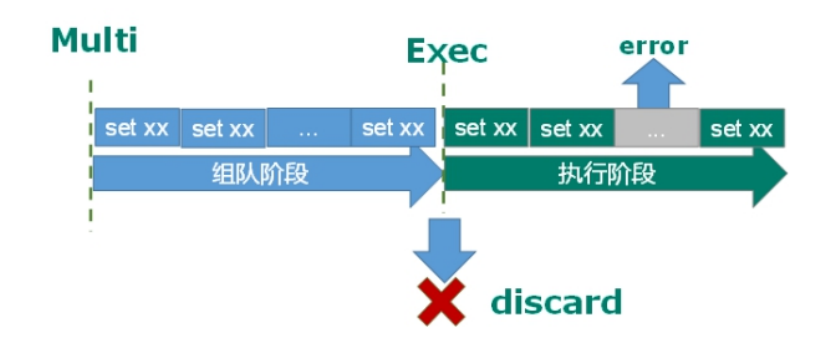 Multi
Exec
error
set xx set xx ... set xx set xx set xx ... set xx
组队阶段 执行阶段
discard